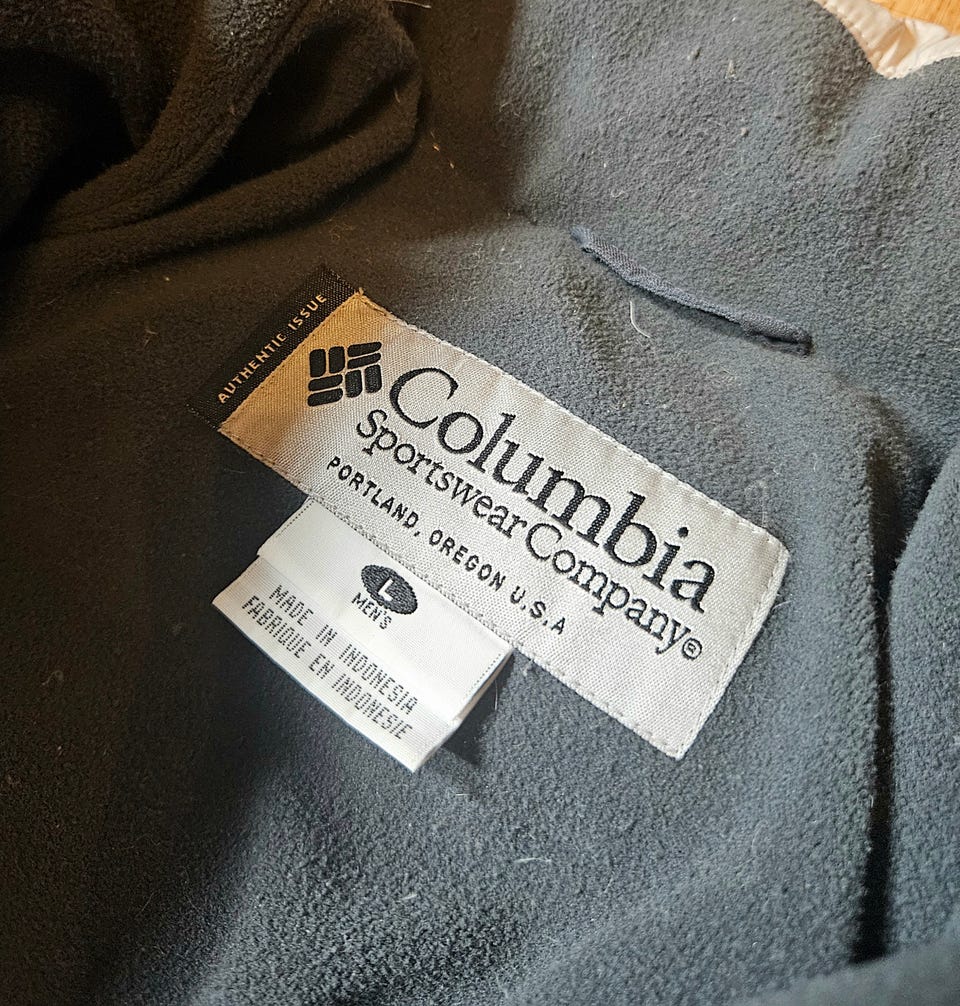 AUTHENTIC ISSUE
Columbia
Sportswear Company®
PORTLAND, OREGON U.S.A
L
MEN'S
MADE IN INDONESIA
FABRIQUE EN INDONESIE